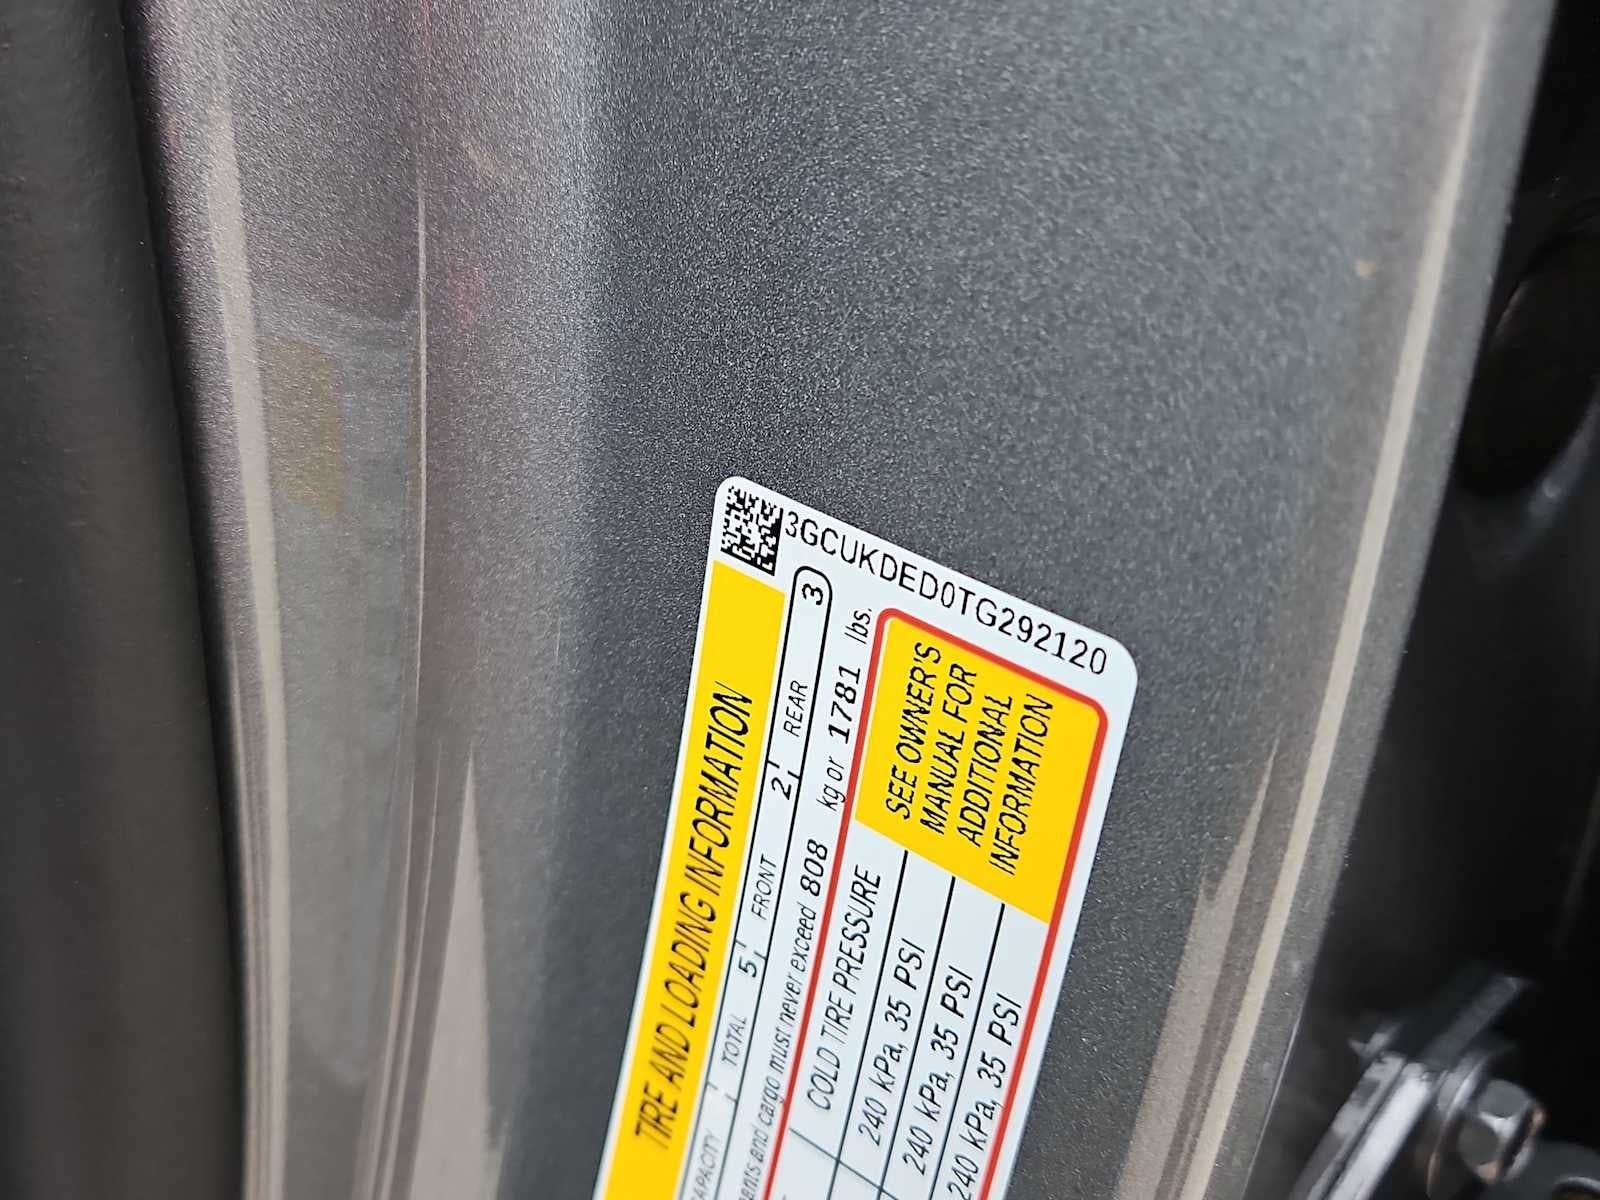 3GCUKDED0TG292120
TIRE AND LOADING INFORMATION
TOTAL 5 FRONT 2 REAR 3
and cargo must never exceed 808 kg or 1781 lbs.
COLD TIRE PRESSURE
240 kPa, 35 PSI
240 kPa, 35 PSI
240 kPa, 35 PSI
SEE OWNER'S
MANUAL FOR
ADDITIONAL
INFORMATION